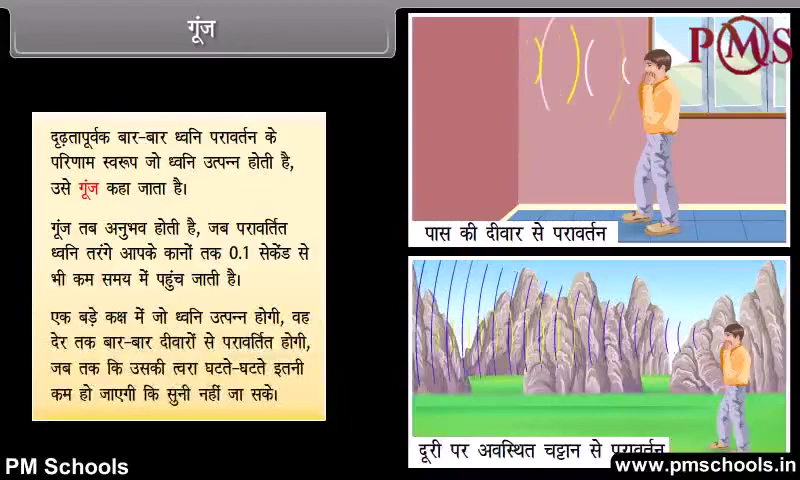 गूंज
PMS
दृढ़तापूर्वक बार-बार ध्वनि परावर्तन के
परिणाम स्वरूप जो ध्वनि उत्पन्न होती है,
उसे गूंज कहा जाता है।
गूंज तब अनुभव होती है, जब परावर्तित
ध्वनि तरंगे आपके कानों तक 0.1 सेकेंड से
भी कम समय में पहुंच जाती है।
एक बड़े कक्ष में जो ध्वनि उत्पन्न होगी, वह
देर तक बार-बार दीवारों से परावर्तित होगी,
जब तक कि उसकी त्वरा घटते-घटते इतनी
कम हो जाएगी कि सुनी नहीं जा सके।
पास की दीवार से परावर्तन
दूरी पर अवस्थित चट्टान से परावर्तन
PM Schools
www.pmschools.in